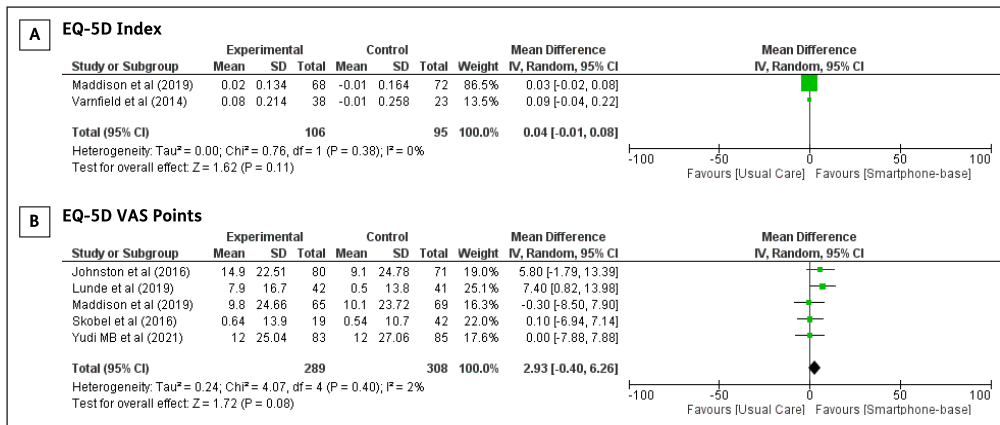 A EQ-5D Index
Experimental Control Mean Difference Mean Difference
Study or Subgroup Mean SD Total Mean SD Total Weight IV, Random, 95% CI IV, Random, 95% CI
Maddison et al (2019) 0.02 0.134 68 -0.01 0.164 72 86.5% 0.03 [-0.02, 0.08]
Varnfield et al (2014) 0.08 0.214 38 -0.01 0.258 23 13.5% 0.09 [-0.04, 0.22]
Total (95% CI) 106 95 100.0% 0.04 [-0.01, 0.08]
Heterogeneity: Tau² = 0.00; Chi² = 0.76, df = 1 (P = 0.38); I² = 0%
Test for overall effect: Z = 1.62 (P = 0.11)
-100 -50 0 50 100
Favours [Usual Care] Favours [Smartphone-base]
B EQ-5D VAS Points
Experimental Control Mean Difference Mean Difference
Study or Subgroup Mean SD Total Mean SD Total Weight IV, Random, 95% CI IV, Random, 95% CI
Johnston et al (2016) 14.9 22.51 80 9.1 24.78 71 19.0% 5.80 [-1.79, 13.39]
Lunde et al (2019) 7.9 16.7 42 0.5 13.8 41 25.1% 7.40 [0.82, 13.98]
Maddison et al (2019) 9.8 24.66 65 10.1 23.72 69 16.3% -0.30 [-8.50, 7.90]
Skobel et al (2016) 0.64 13.9 19 0.54 10.7 42 22.0% 0.10 [-6.94, 7.14]
Yudi MB et al (2021) 12 25.04 83 12 27.06 85 17.6% 0.00 [-7.88, 7.88]
Total (95% CI) 289 308 100.0% 2.93 [-0.40, 6.26]
Heterogeneity: Tau² = 0.24; Chi² = 4.07, df = 4 (P = 0.40); I² = 2%
Test for overall effect: Z = 1.72 (P = 0.08)
-100 -50 0 50 100
Favours [Usual Care] Favours [Smartphone-base]